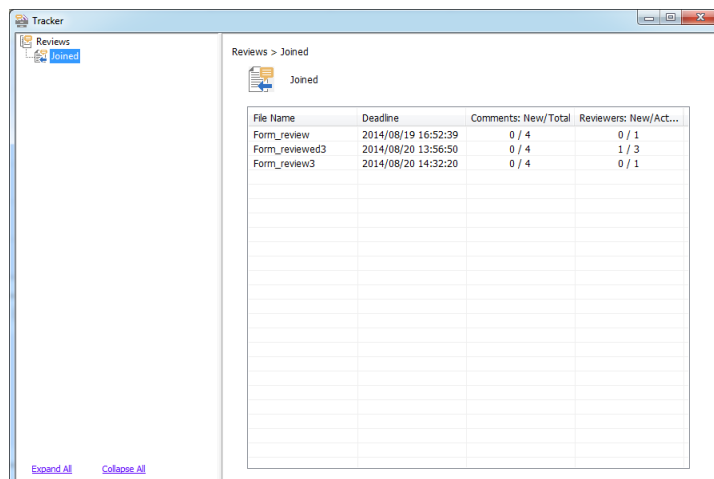 Tracker
Reviews
Joined
Reviews > Joined
Joined
File Name Deadline Comments: New/Total Reviewers: New/Act...
Form_review 2014/08/19 16:52:39 0 / 4 0 / 1
Form_reviewed3 2014/08/20 13:56:50 0 / 4 1 / 3
Form_review3 2014/08/20 14:32:20 0 / 4 0 / 1
Expand All Collapse All